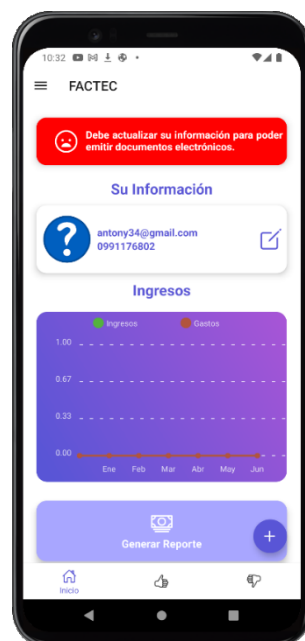 10:32
FACTEC
Debe actualizar su información para poder
emitir documentos electrónicos.
Su Información
antony34@gmail.com
0991176802
Ingresos
Ingresos Gastos
1.00
0.67
0.33
0.00
Ene Feb Mar Abr May Jun
Generar Reporte
+
Inicio